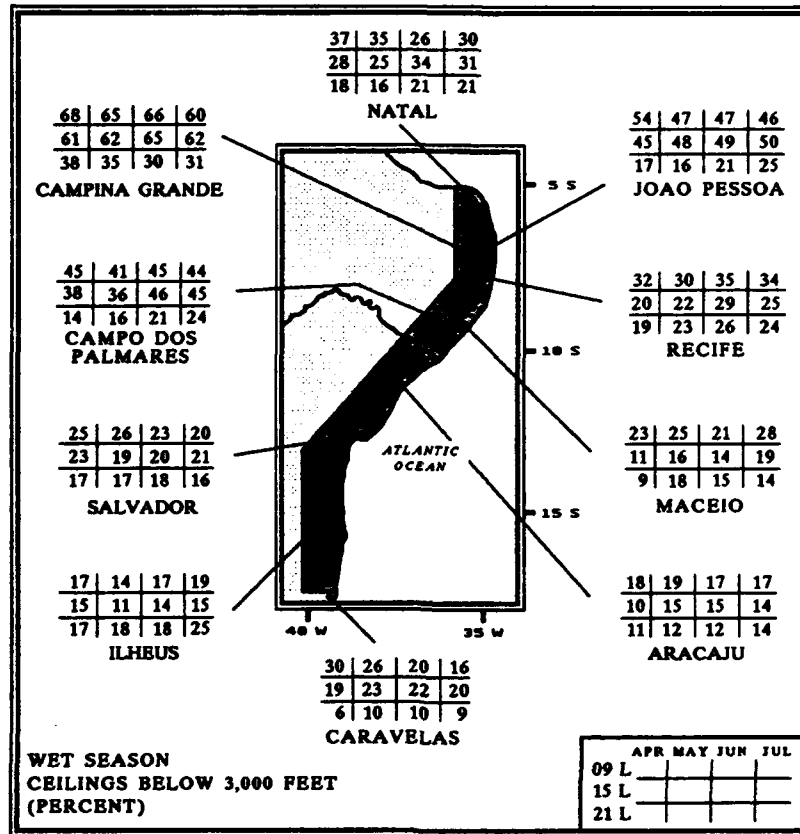 37 35 26 30
28 25 34 31
18 16 21 21
NATAL
68 65 66 60
61 62 65 62
38 35 30 31
CAMPINA GRANDE
54 47 47 46
45 48 49 50
17 16 21 25
JOAO PESSOA
5 S
45 41 45 44
38 36 46 45
14 16 21 24
CAMPO DOS
PALMARES
32 30 35 34
20 22 29 25
19 23 26 24
RECIFE
10 S
25 26 23 20
23 19 20 21
17 17 18 16
SALVADOR
ATLANTIC
OCEAN
23 25 21 28
11 16 14 19
9 18 15 14
MACEIO
15 S
17 14 17 19
15 11 14 15
17 18 18 25
ILHEUS
18 19 17 17
10 15 15 14
11 12 12 14
ARACAJU
40 W 35 W
30 26 20 16
19 23 22 20
6 10 10 9
CARAVELAS
WET SEASON
CEILINGS BELOW 3,000 FEET
(PERCENT)
APR MAY JUN JUL
09 L
15 L
21 L